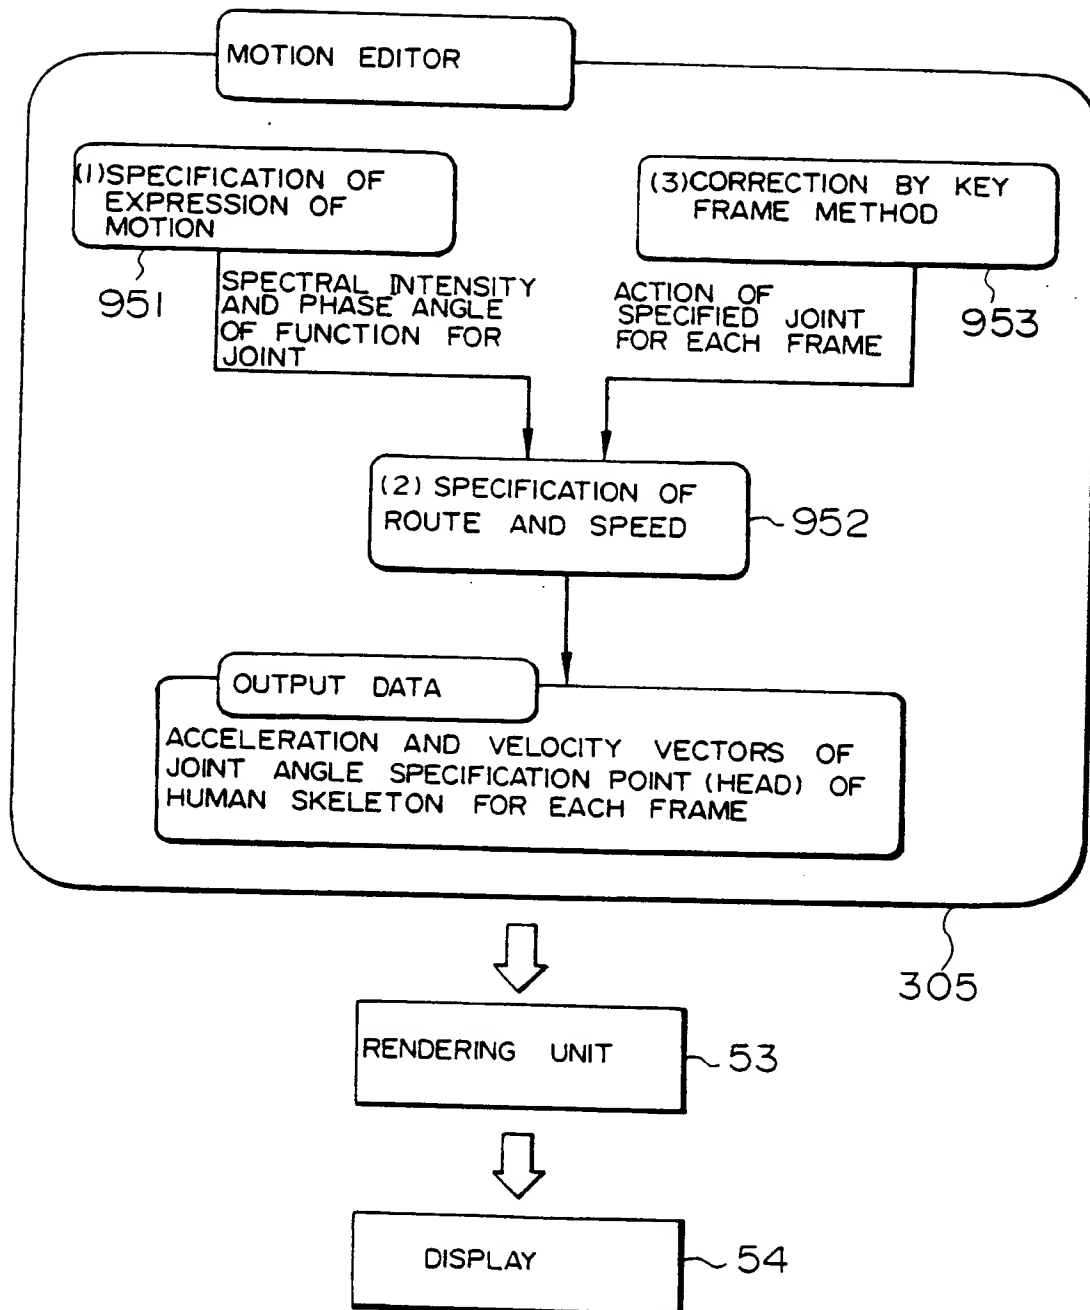 MOTION EDITOR
(1)SPECIFICATION OF
EXPRESSION OF
MOTION
951
(3)CORRECTION BY KEY
FRAME METHOD
953
SPECTRAL INTENSITY
AND PHASE ANGLE
OF FUNCTION FOR
JOINT
ACTION OF
SPECIFIED JOINT
FOR EACH FRAME
(2) SPECIFICATION OF
ROUTE AND SPEED
952
OUTPUT DATA
ACCELERATION AND VELOCITY VECTORS OF
JOINT ANGLE SPECIFICATION POINT (HEAD) OF
HUMAN SKELETON FOR EACH FRAME
305
RENDERING UNIT
53
DISPLAY
54